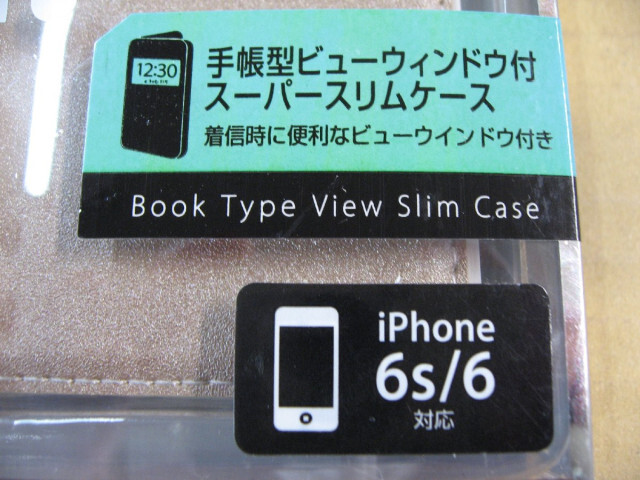 12:30
手帳型ビューウィンドウ付
スーパースリムケース
着信時に便利なビューウインドウ付き
Book Type View Slim Case
iPhone
6s/6
対応